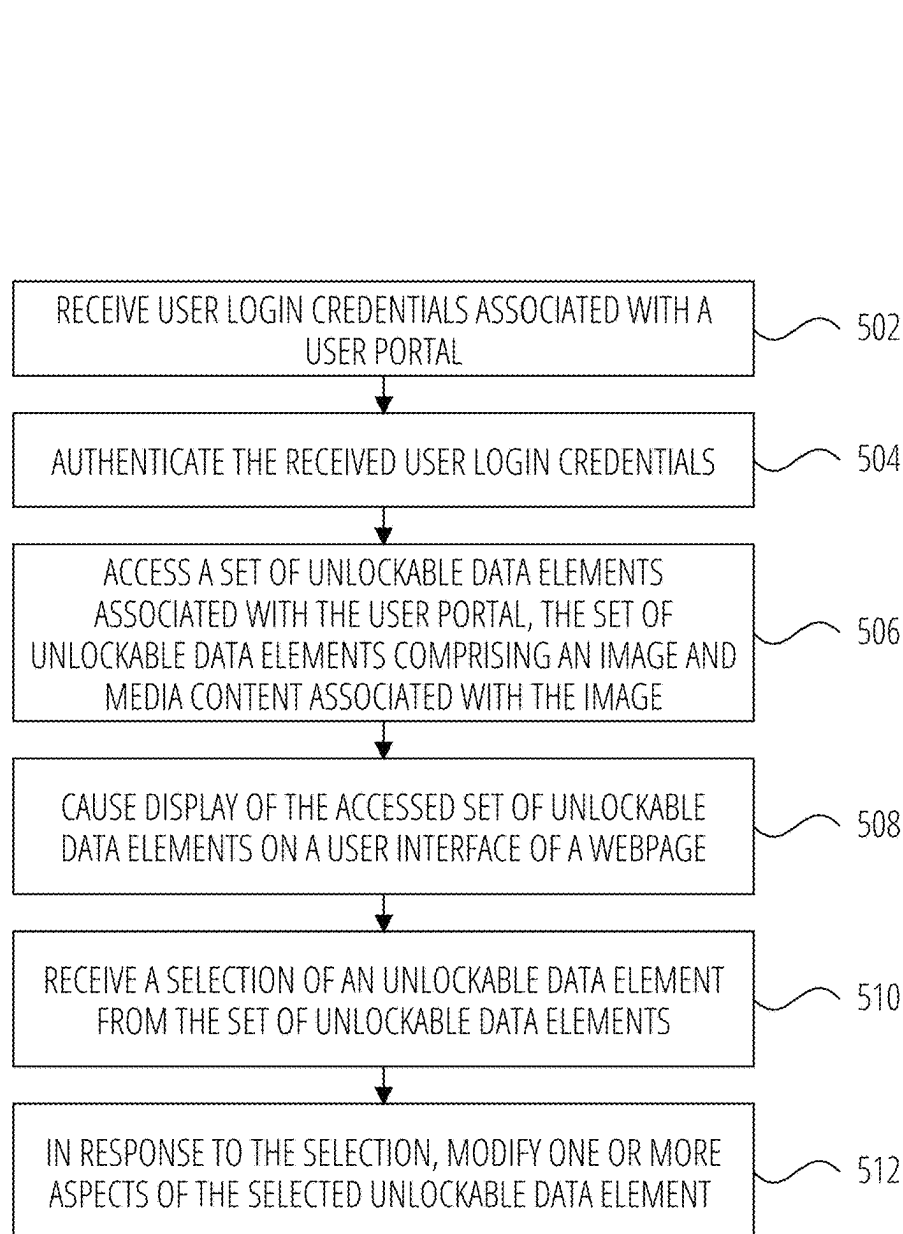 RECEIVE USER LOGIN CREDENTIALS ASSOCIATED WITH A
USER PORTAL
502
AUTHENTICATE THE RECEIVED USER LOGIN CREDENTIALS
504
ACCESS A SET OF UNLOCKABLE DATA ELEMENTS
ASSOCIATED WITH THE USER PORTAL, THE SET OF
UNLOCKABLE DATA ELEMENTS COMPRISING AN IMAGE AND
MEDIA CONTENT ASSOCIATED WITH THE IMAGE
506
CAUSE DISPLAY OF THE ACCESSED SET OF UNLOCKABLE
DATA ELEMENTS ON A USER INTERFACE OF A WEBPAGE
508
RECEIVE A SELECTION OF AN UNLOCKABLE DATA ELEMENT
FROM THE SET OF UNLOCKABLE DATA ELEMENTS
510
IN RESPONSE TO THE SELECTION, MODIFY ONE OR MORE
ASPECTS OF THE SELECTED UNLOCKABLE DATA ELEMENT
512